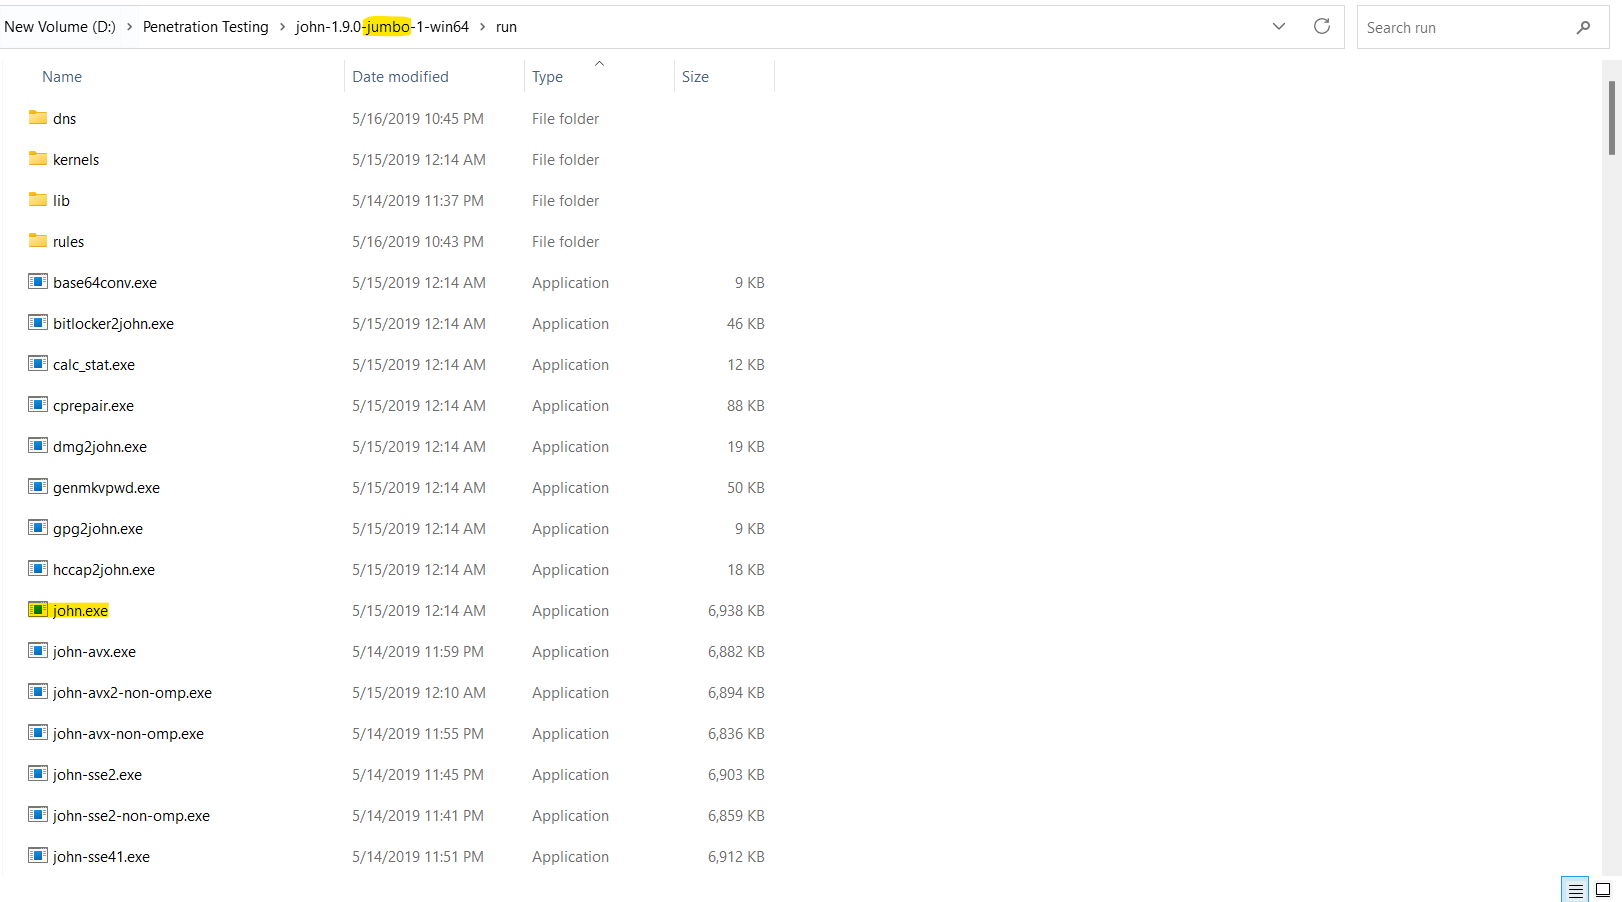 New Volume (D:) > Penetration Testing > john-1.9.0-jumbo-1-win64 > run
Search run
Name Date modified Type Size
dns 5/16/2019 10:45 PM File folder
kernels 5/15/2019 12:14 AM File folder
lib 5/14/2019 11:37 PM File folder
rules 5/16/2019 10:43 PM File folder
base64conv.exe 5/15/2019 12:14 AM Application 9 KB
bitlocker2john.exe 5/15/2019 12:14 AM Application 46 KB
calc_stat.exe 5/15/2019 12:14 AM Application 12 KB
cprepair.exe 5/15/2019 12:14 AM Application 88 KB
dmg2john.exe 5/15/2019 12:14 AM Application 19 KB
genmkvpwd.exe 5/15/2019 12:14 AM Application 50 KB
gpg2john.exe 5/15/2019 12:14 AM Application 9 KB
hccap2john.exe 5/15/2019 12:14 AM Application 18 KB
john.exe 5/15/2019 12:14 AM Application 6,938 KB
john-avx.exe 5/14/2019 11:59 PM Application 6,882 KB
john-avx2-non-omp.exe 5/15/2019 12:10 AM Application 6,894 KB
john-avx-non-omp.exe 5/14/2019 11:55 PM Application 6,836 KB
john-sse2.exe 5/14/2019 11:45 PM Application 6,903 KB
john-sse2-non-omp.exe 5/14/2019 11:41 PM Application 6,859 KB
john-sse41.exe 5/14/2019 11:51 PM Application 6,912 KB